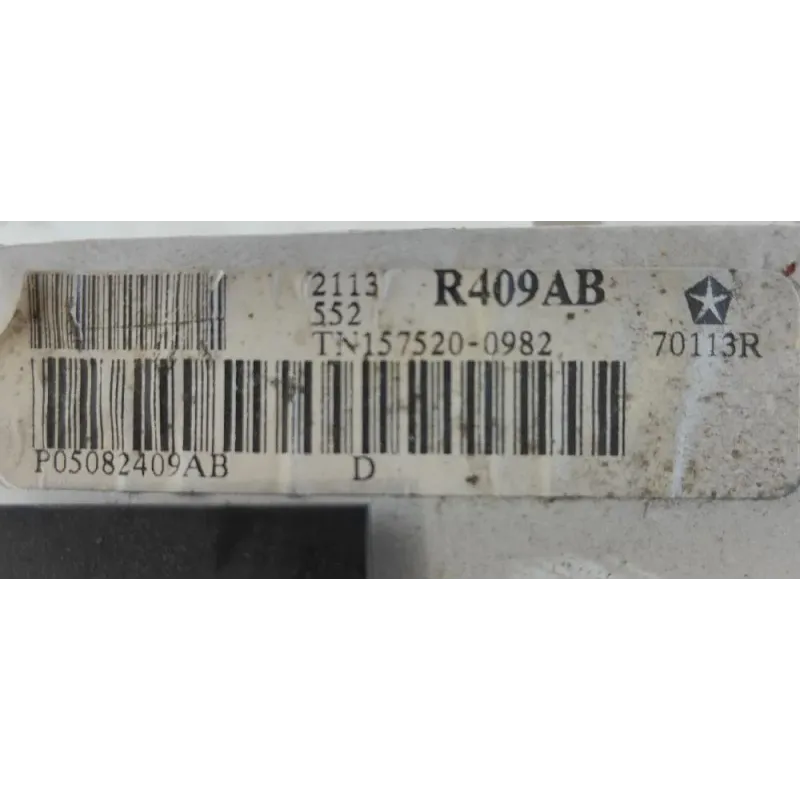 2113 R409AB
552
TN157520-0982 70113R
P05082409AB D